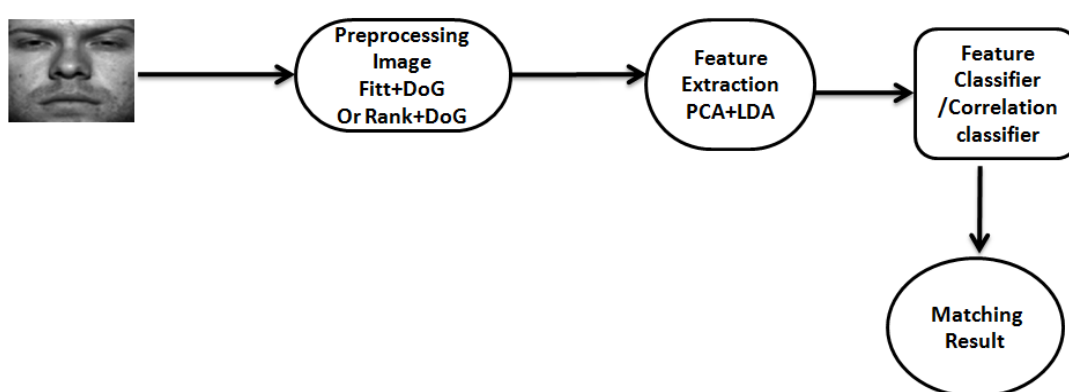 Preprocessing
Image
Fitt+DoG
Or Rank+DoG
Feature
Extraction
PCA+LDA
Feature
Classifier
/Correlation
classifier
Matching
Result